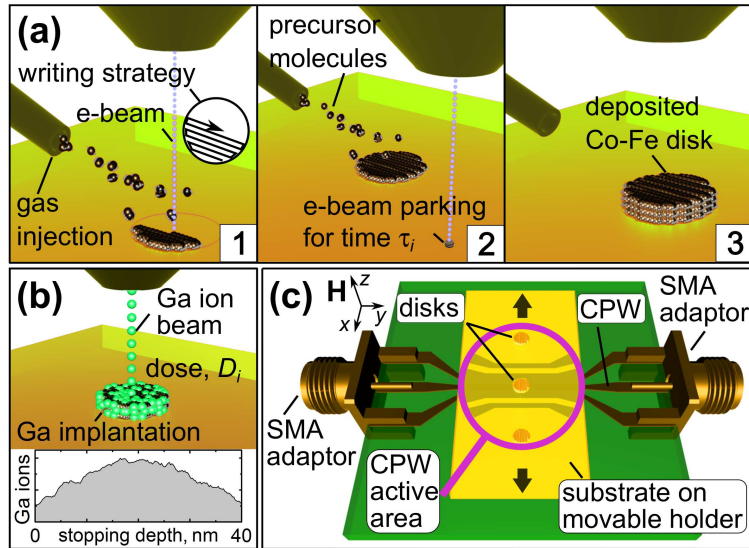 (a)
writing strategy
e-beam
gas
injection
1
precursor
molecules
e-beam parking
for time τi
2
deposited
Co-Fe disk
3
(b)
Ga ion
beam
dose, Di
Ga implantation
Ga ions
0
stopping depth, nm
40
(c)
H
z
y
x
disks
CPW
SMA
adaptor
SMA
adaptor
CPW
active
area
substrate on
movable holder